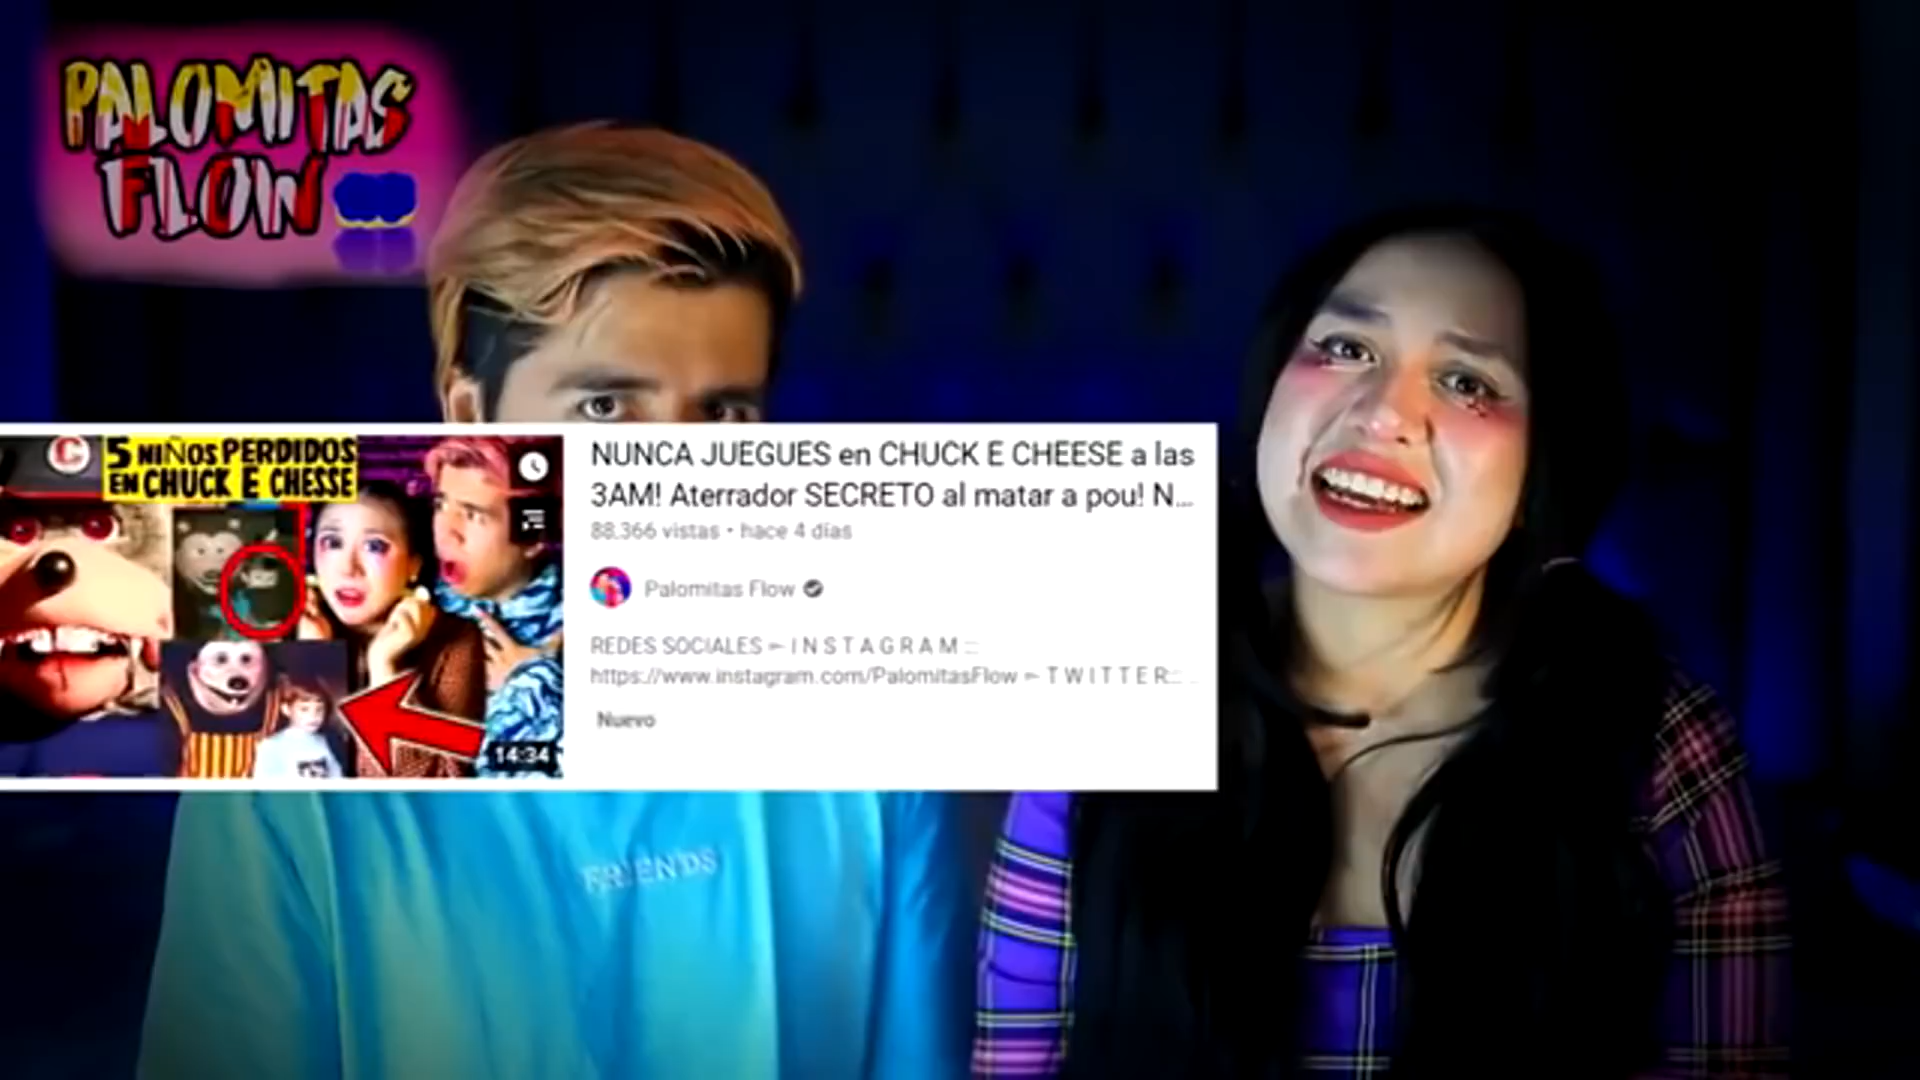 PALOMITAS
FLOW
5 NIÑOS PERDIDOS
EN CHUCK E CHESSE
C
14:34
NUNCA JUEGUES en CHUCK E CHEESE a las
3AM! Aterrador SECRETO al matar a pou! N...
88.366 vistas • hace 4 días
Palomitas Flow
REDES SOCIALES ➳ I N S T A G R A M :::
https://www.instagram.com/PalomitasFlow ➳ T W I T T E R::: ...
Nuevo
FRIENDS